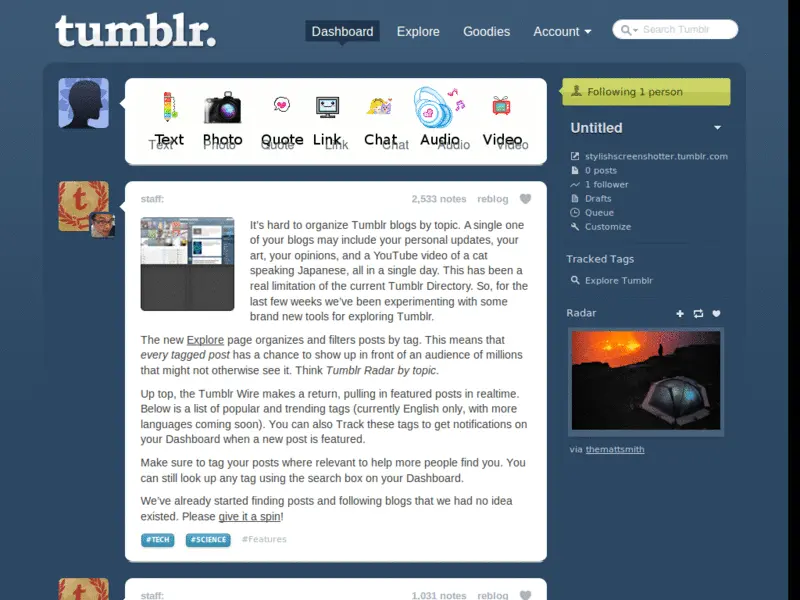 tumblr.
Dashboard Explore Goodies Account Search Tumblr
Following 1 person
Text Photo Quote Link Chat Audio Video
Text Photo Quote Link Chat Audio Video
Untitled
stylishscreenshotter.tumblr.com
0 posts
1 follower
Drafts
Queue
Customize
Tracked Tags
Explore Tumblr
Radar
via themattsmith
staff: 2,533 notes reblog
It's hard to organize Tumblr blogs by topic. A single one
of your blogs may include your personal updates, your
art, your opinions, and a YouTube video of a cat
speaking Japanese, all in a single day. This has been a
real limitation of the current Tumblr Directory. So, for the
last few weeks we've been experimenting with some
brand new tools for exploring Tumblr.
The new Explore page organizes and filters posts by tag. This means that
every tagged post has a chance to show up in front of an audience of millions
that might not otherwise see it. Think Tumblr Radar by topic.
Up top, the Tumblr Wire makes a return, pulling in featured posts in realtime.
Below is a list of popular and trending tags (currently English only, with more
languages coming soon). You can also Track these tags to get notifications on
your Dashboard when a new post is featured.
Make sure to tag your posts where relevant to help more people find you. You
can still look up any tag using the search box on your Dashboard.
We've already started finding posts and following blogs that we had no idea
existed. Please give it a spin!
#TECH #SCIENCE #Features
staff: 1,031 notes reblog